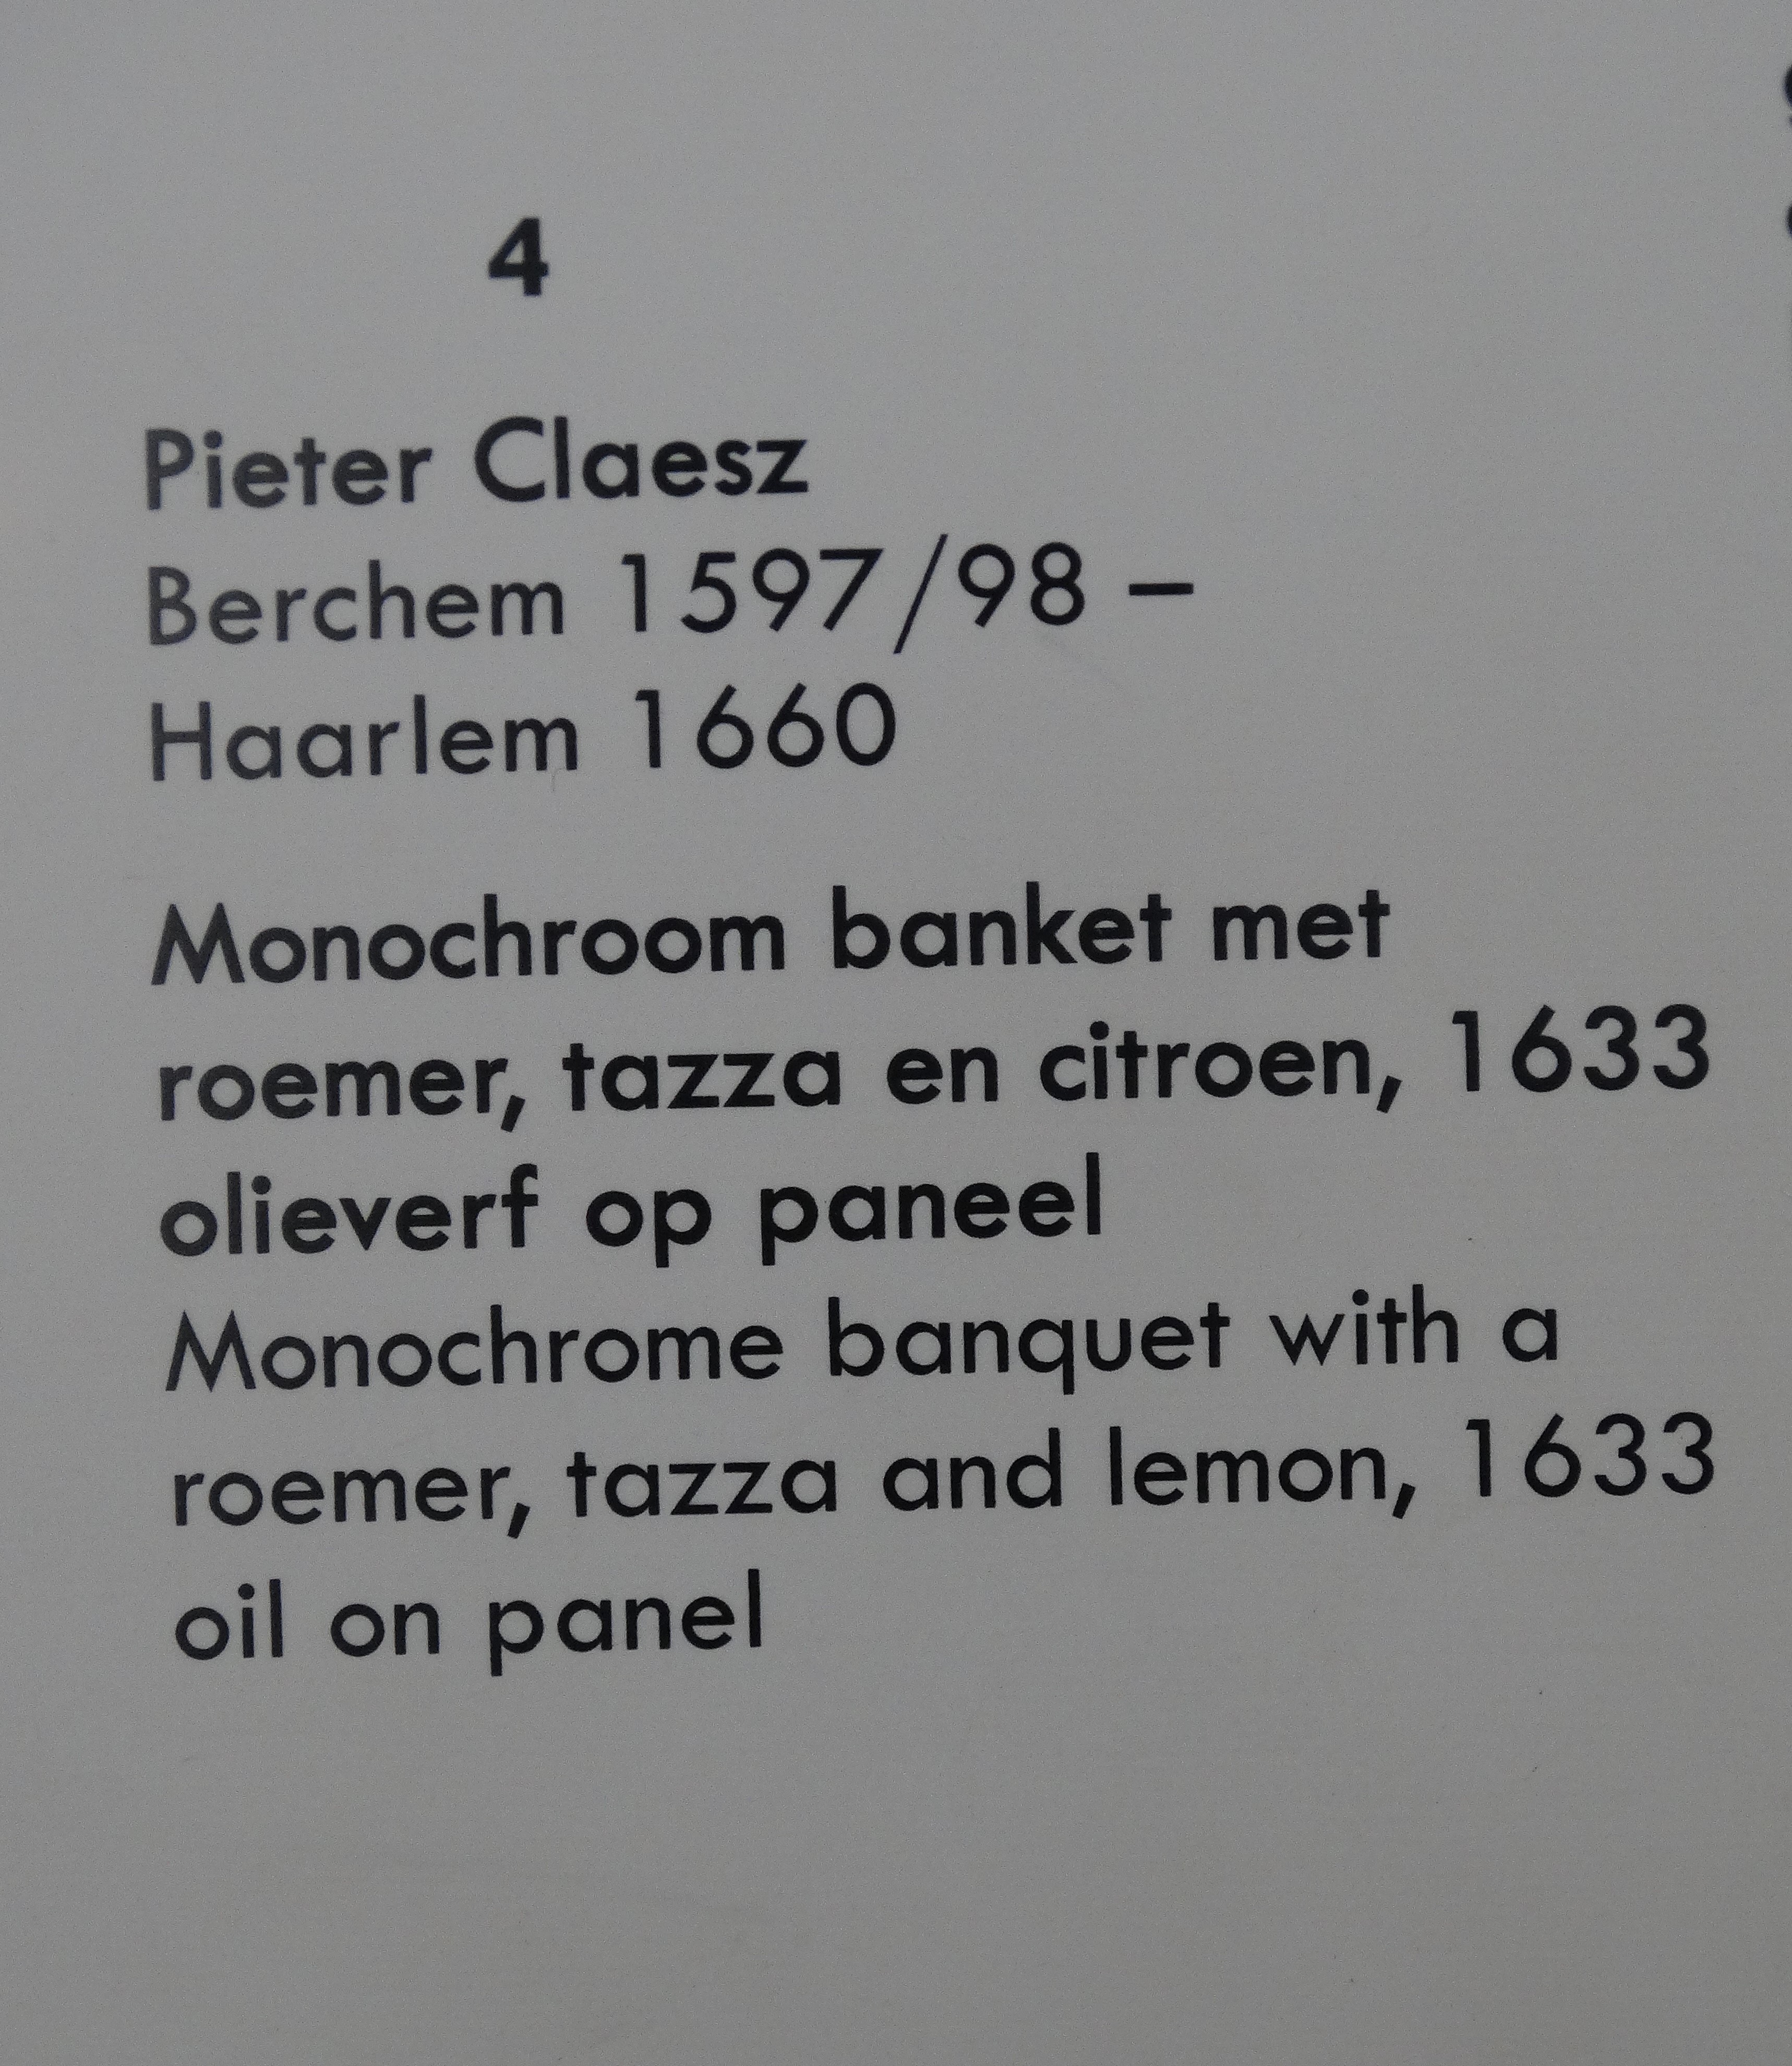 4
Pieter Claesz
Berchem 1597/98 –
Haarlem 1660
Monochroom banket met
roemer, tazza en citroen, 1633
olieverf op paneel
Monochrome banquet with a
roemer, tazza and lemon, 1633
oil on panel